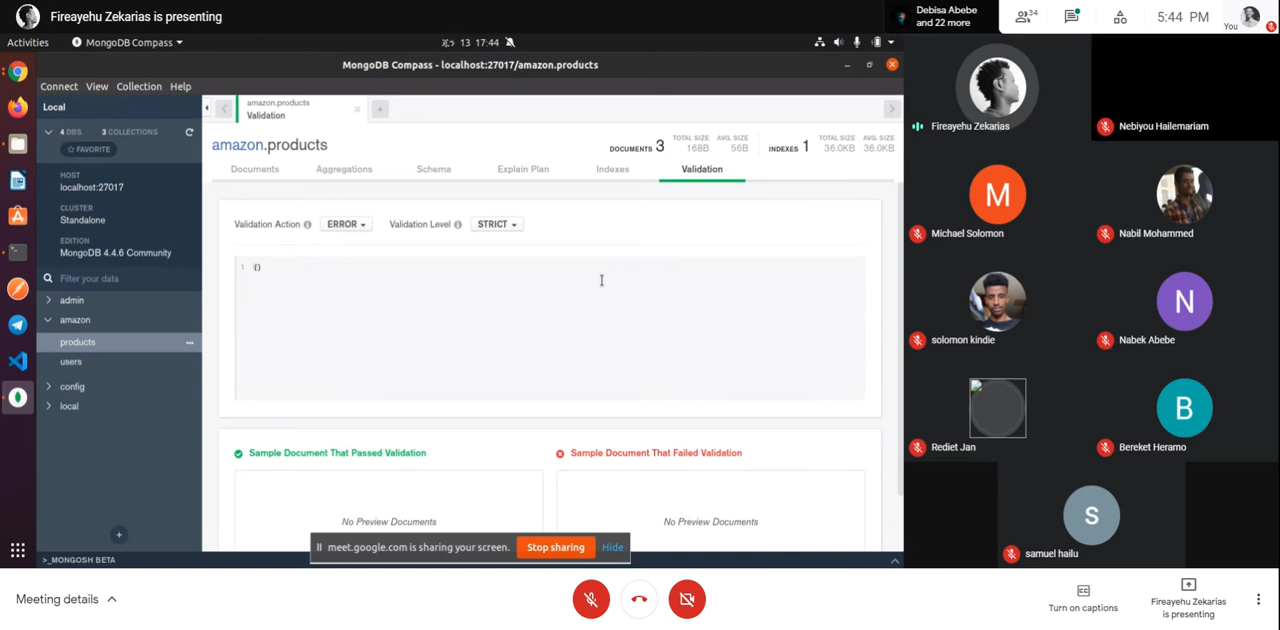 Fireayehu Zekarias is presenting
Debisa Abebe
and 22 more
34
5:44 PM
You
Activities
MongoDB Compass
13 17:44
MongoDB Compass - localhost:27017/amazon.products
Connect View Collection Help
Local
4 DBS 3 COLLECTIONS
FAVORITE
HOST
localhost:27017
CLUSTER
Standalone
EDITION
MongoDB 4.4.6 Community
Filter your data
admin
amazon
products
users
config
local
>_MONGOSH BETA
amazon.products
Validation
amazon.products
DOCUMENTS 3
TOTAL SIZE
168B
AVG. SIZE
56B
INDEXES 1
TOTAL SIZE
36.0KB
AVG. SIZE
36.0KB
Documents Aggregations Schema Explain Plan Indexes Validation
Validation Action ERROR Validation Level STRICT
1 {}
Sample Document That Passed Validation
Sample Document That Failed Validation
No Preview Documents
No Preview Documents
meet.google.com is sharing your screen. Stop sharing Hide
Fireayehu Zekarias
Nebiyou Hailemariam
M
Michael Solomon
Nabil Mohammed
solomon kindie
N
Nabek Abebe
Rediet Jan
B
Bereket Heramo
S
samuel hailu
Meeting details
Turn on captions
Fireayehu Zekarias
is presenting